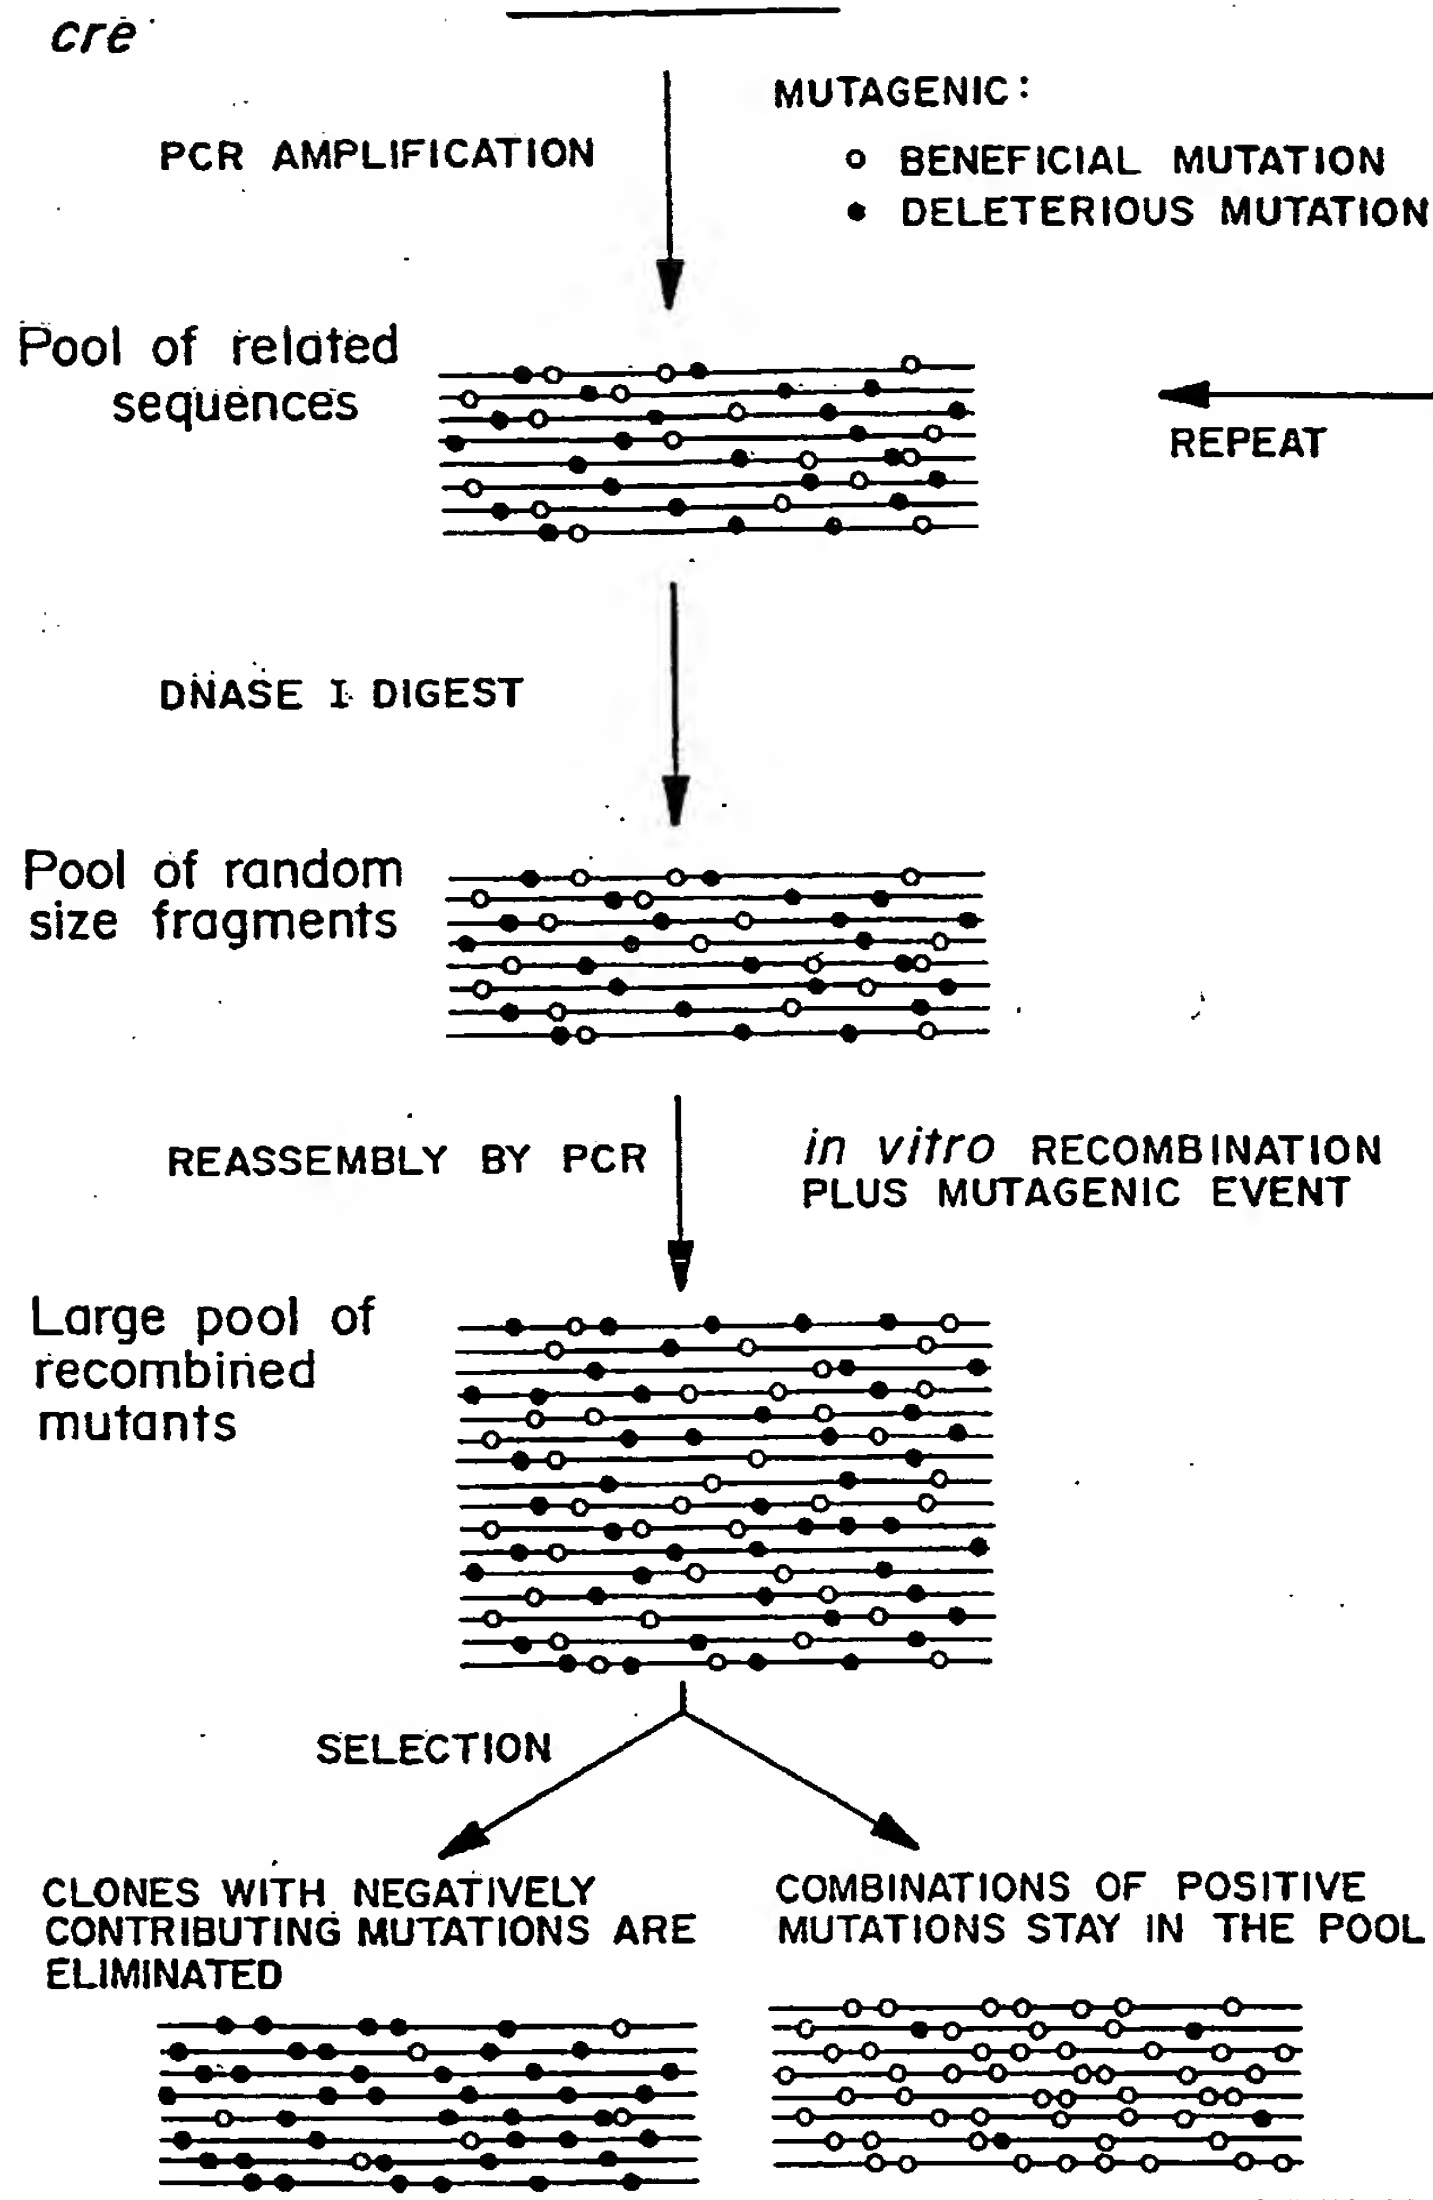 cre
MUTAGENIC:
PCR AMPLIFICATION
○ BENEFICIAL MUTATION
● DELETERIOUS MUTATION
Pool of related
sequences
REPEAT
DNASE I DIGEST
Pool of random
size fragments
REASSEMBLY BY PCR
in vitro RECOMBINATION
PLUS MUTAGENIC EVENT
Large pool of
recombined
mutants
SELECTION
CLONES WITH NEGATIVELY
CONTRIBUTING MUTATIONS ARE
ELIMINATED
COMBINATIONS OF POSITIVE
MUTATIONS STAY IN THE POOL